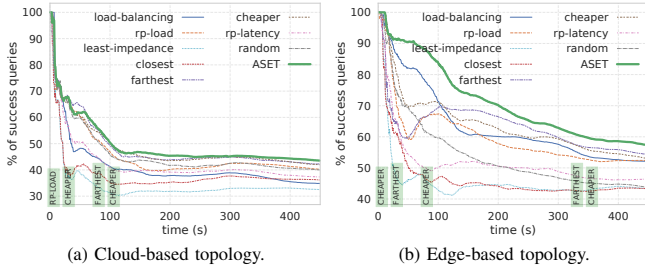 % of success queries
100
90
80
70
60
50
40
30
0
100
200
300
400
time (s)
load-balancing
rp-load
least-impedance
closest
farthest
cheaper
rp-latency
random
ASET
RP-LOAD
CHEAPER
FARTHEST
CHEAPER
(a) Cloud-based topology.
% of success queries
100
90
80
70
60
50
40
0
100
200
300
400
time (s)
load-balancing
rp-load
least-impedance
closest
farthest
cheaper
rp-latency
random
ASET
CHEAPER
FARTHEST
CHEAPER
FARTHEST
CHEAPER
(b) Edge-based topology.